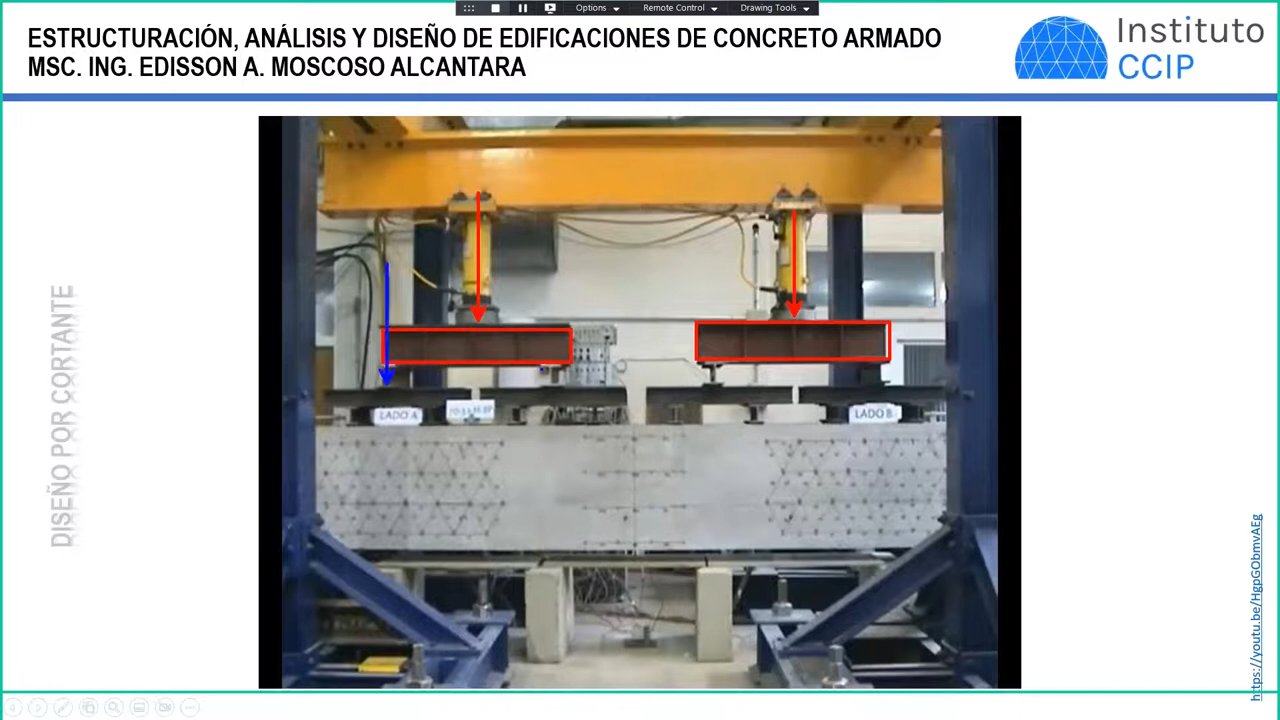 Options
Remote Control
Drawing Tools
ESTRUCTURACIÓN, ANÁLISIS Y DISEÑO DE EDIFICACIONES DE CONCRETO ARMADO
MSC. ING. EDISSON A. MOSCOSO ALCANTARA
Instituto
CCIP
DISEÑO POR CORTANTE
LADO A
LADO B
https://youtu.be/HgpGObmvAEg